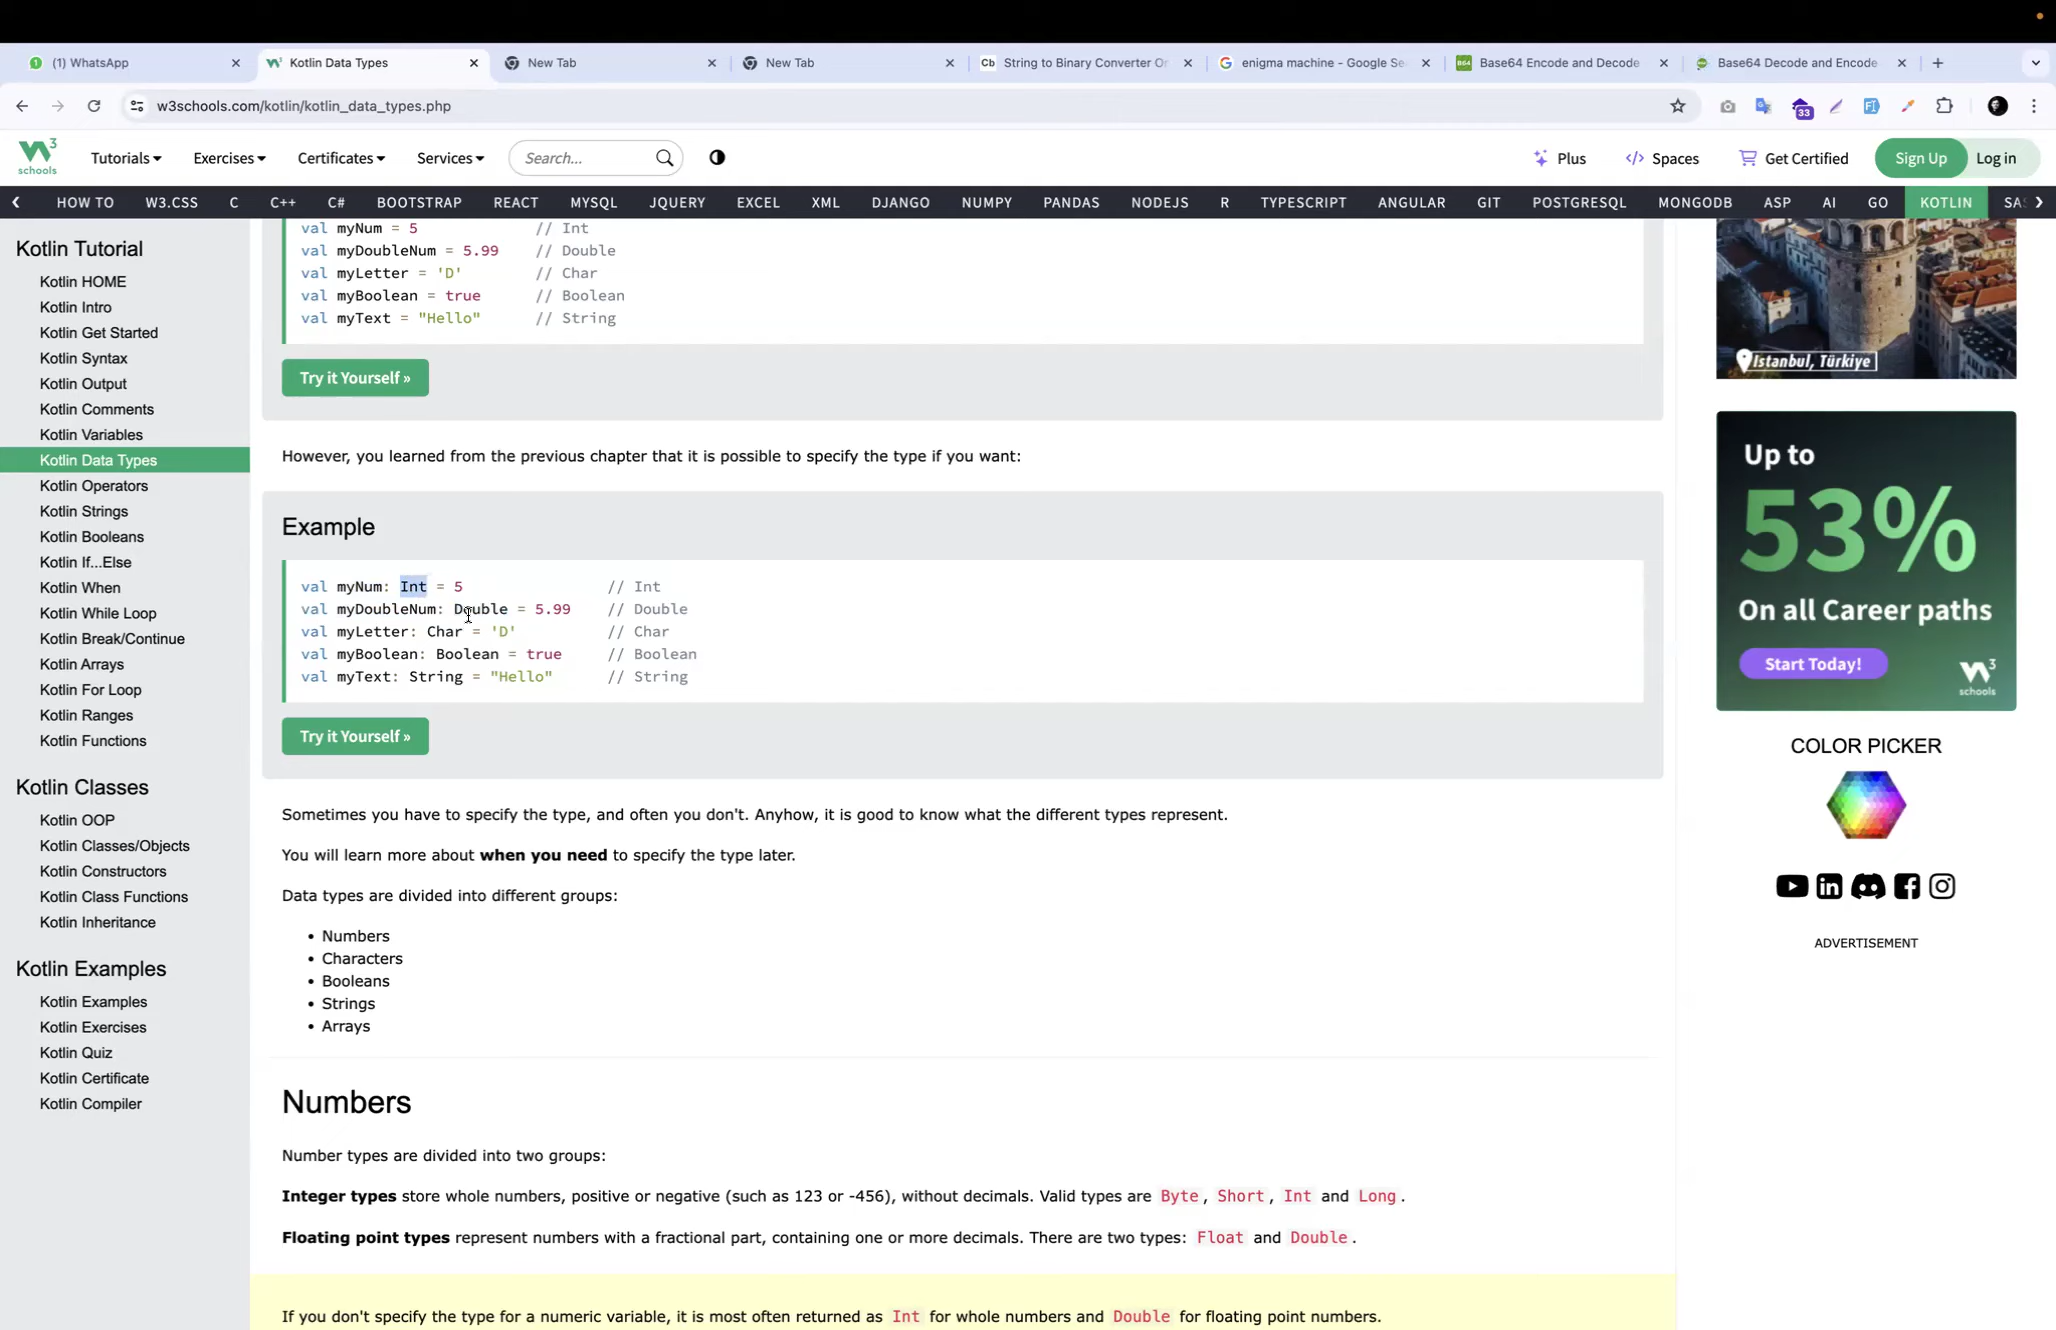 (1) WhatsApp
Kotlin Data Types
New Tab
New Tab
String to Binary Converter On
enigma machine - Google Se
Base64 Encode and Decode
Base64 Decode and Encode
w3schools.com/kotlin/kotlin_data_types.php
33
W3
schools
Tutorials
Exercises
Certificates
Services
Search...
Plus
Spaces
Get Certified
Sign Up
Log in
HOW TO W3.CSS C C++ C# BOOTSTRAP REACT MYSQL JQUERY EXCEL XML DJANGO NUMPY PANDAS NODEJS R TYPESCRIPT ANGULAR GIT POSTGRESQL MONGODB ASP AI GO KOTLIN SAS
Kotlin Tutorial
Kotlin HOME
Kotlin Intro
Kotlin Get Started
Kotlin Syntax
Kotlin Output
Kotlin Comments
Kotlin Variables
Kotlin Data Types
Kotlin Operators
Kotlin Strings
Kotlin Booleans
Kotlin If...Else
Kotlin When
Kotlin While Loop
Kotlin Break/Continue
Kotlin Arrays
Kotlin For Loop
Kotlin Ranges
Kotlin Functions
Kotlin Classes
Kotlin OOP
Kotlin Classes/Objects
Kotlin Constructors
Kotlin Class Functions
Kotlin Inheritance
Kotlin Examples
Kotlin Examples
Kotlin Exercises
Kotlin Quiz
Kotlin Certificate
Kotlin Compiler
val myNum = 5 // Int
val myDoubleNum = 5.99 // Double
val myLetter = 'D' // Char
val myBoolean = true // Boolean
val myText = "Hello" // String
Try it Yourself »
However, you learned from the previous chapter that it is possible to specify the type if you want:
Example
val myNum: Int = 5 // Int
val myDoubleNum: Double = 5.99 // Double
val myLetter: Char = 'D' // Char
val myBoolean: Boolean = true // Boolean
val myText: String = "Hello" // String
Try it Yourself »
Sometimes you have to specify the type, and often you don't. Anyhow, it is good to know what the different types represent.
You will learn more about when you need to specify the type later.
Data types are divided into different groups:
• Numbers
• Characters
• Booleans
• Strings
• Arrays
Numbers
Number types are divided into two groups:
Integer types store whole numbers, positive or negative (such as 123 or -456), without decimals. Valid types are Byte, Short, Int and Long.
Floating point types represent numbers with a fractional part, containing one or more decimals. There are two types: Float and Double.
If you don't specify the type for a numeric variable, it is most often returned as Int for whole numbers and Double for floating point numbers.
Istanbul, Türkiye
Up to
53%
On all Career paths
Start Today!
W3
schools
COLOR PICKER
ADVERTISEMENT